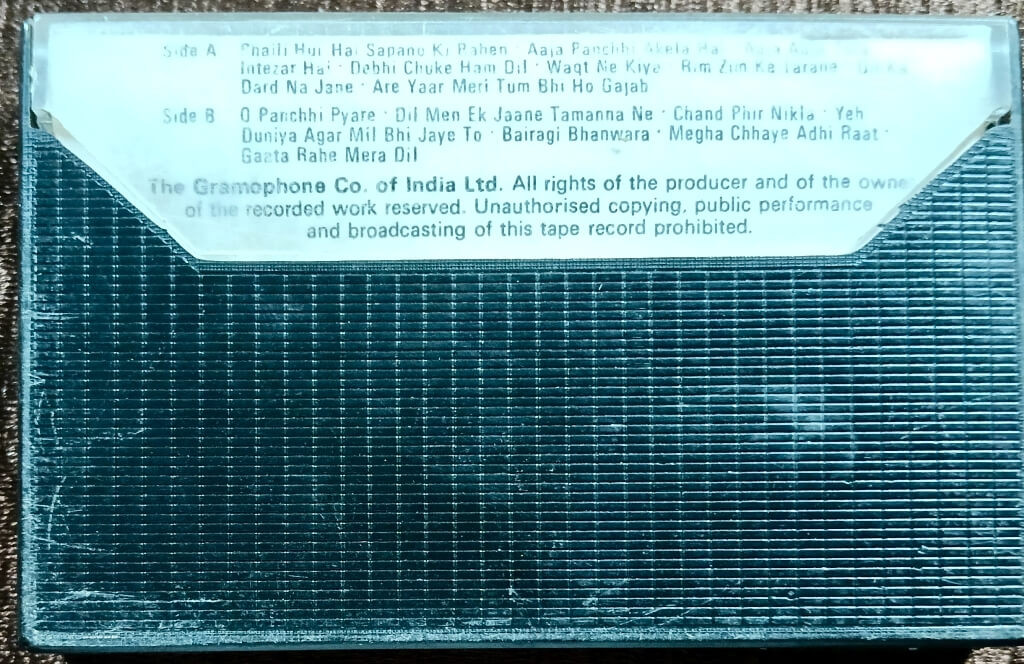 Side A Phaili Hui Hai Sapano Ki Bahen · Aaja Panchhi Akela Hai ·
Intezar Hai · Debhi Chuke Ham Dil · Waqt Ne Kiya · Rim Zim Ke Tarane ·
Dard Na Jane · Are Yaar Meri Tum Bhi Ho Gajab
Side B O Panchhi Pyare · Dil Men Ek Jaane Tamanna Ne · Chand Phir Nikla · Yeh
Duniya Agar Mil Bhi Jaye To · Bairagi Bhanwara · Megha Chhaye Adhi Raat ·
Gaata Rahe Mera Dil
The Gramophone Co. of India Ltd. All rights of the producer and of the owne
of the recorded work reserved. Unauthorised copying, public performance
and broadcasting of this tape record prohibited.